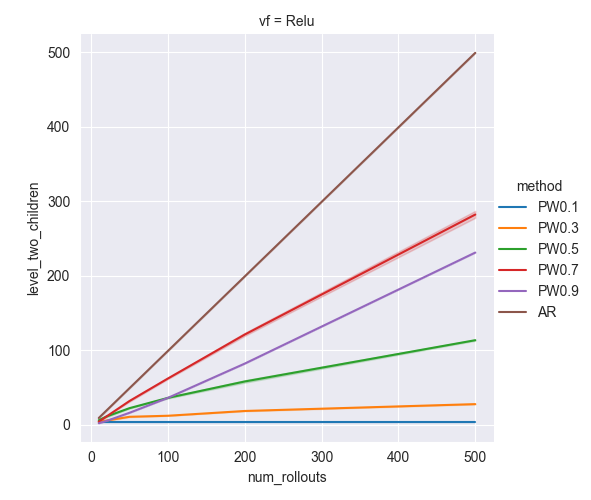 vf = Relu
500
400
300
200
100
0
level_two_children
0
100
200
300
400
500
num_rollouts
method
PW0.1
PW0.3
PW0.5
PW0.7
PW0.9
AR